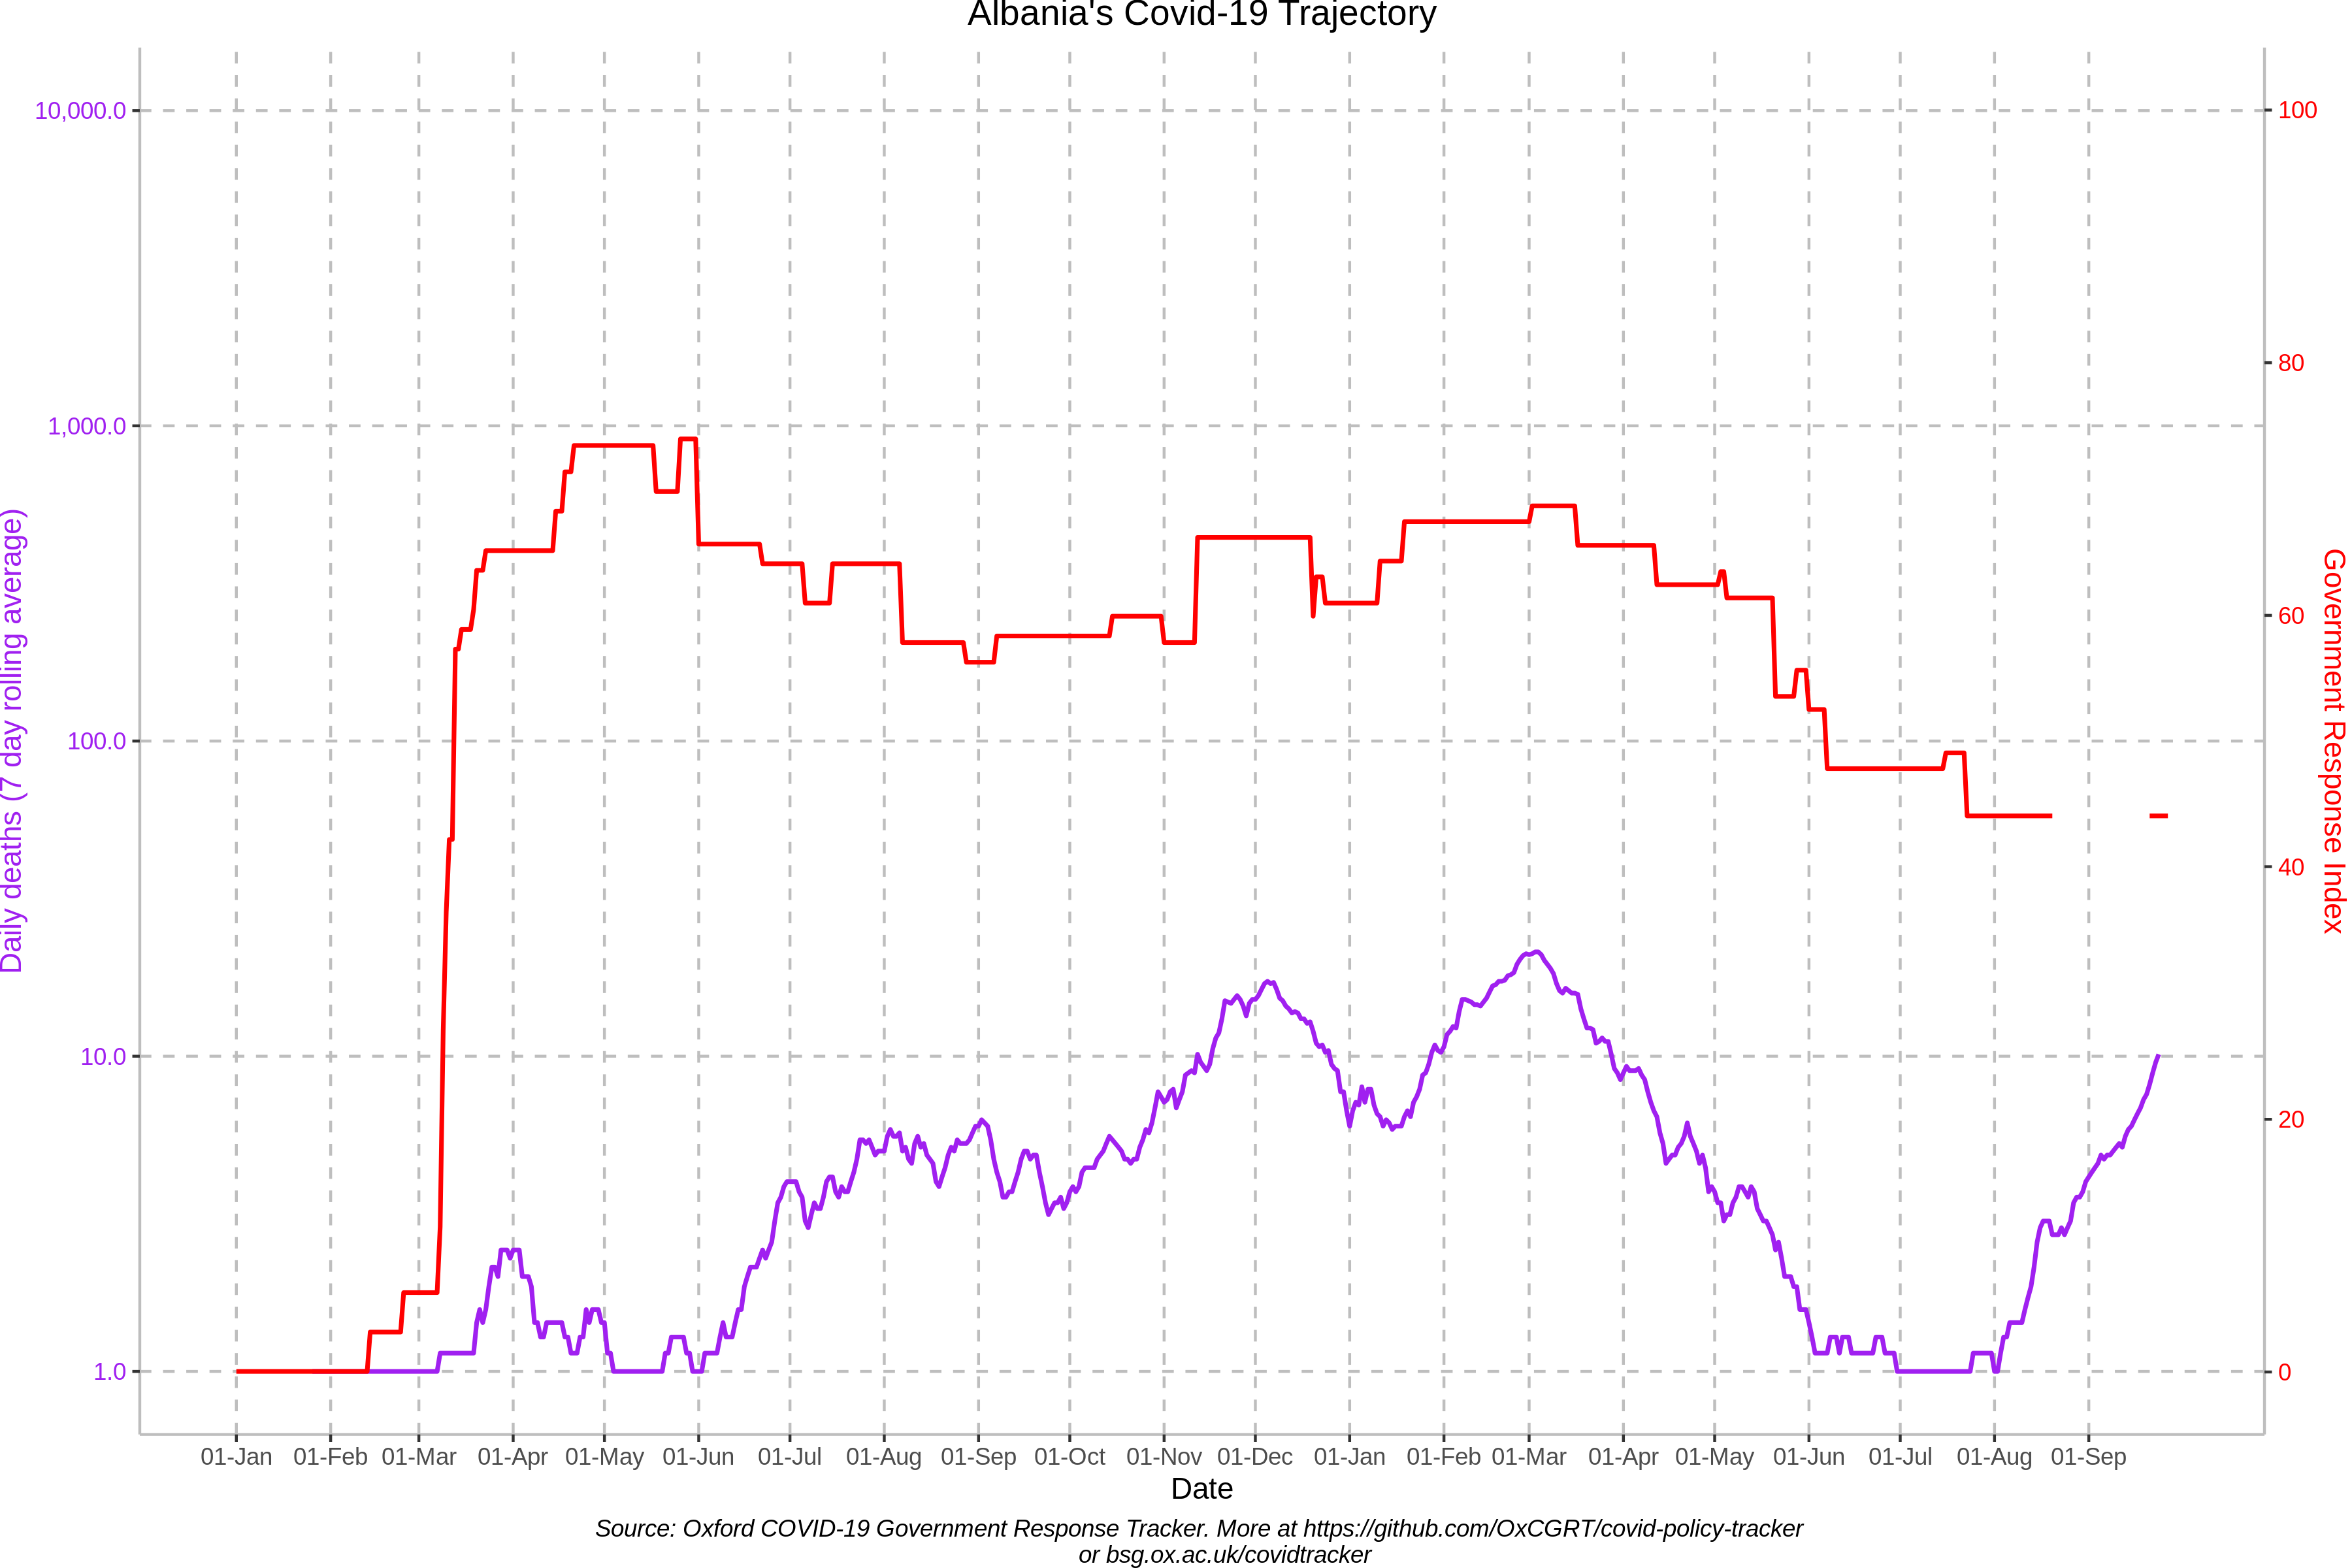 Albania's Covid-19 Trajectory
10,000.0
1,000.0
100.0
10.0
1.0
Daily deaths (7 day rolling average)
100
80
60
40
20
0
Government Response Index
01-Jan 01-Feb 01-Mar 01-Apr 01-May 01-Jun 01-Jul 01-Aug 01-Sep 01-Oct 01-Nov 01-Dec 01-Jan 01-Feb 01-Mar 01-Apr 01-May 01-Jun 01-Jul 01-Aug 01-Sep
Date
Source: Oxford COVID-19 Government Response Tracker. More at https://github.com/OxCGRT/covid-policy-tracker
or bsg.ox.ac.uk/covidtracker